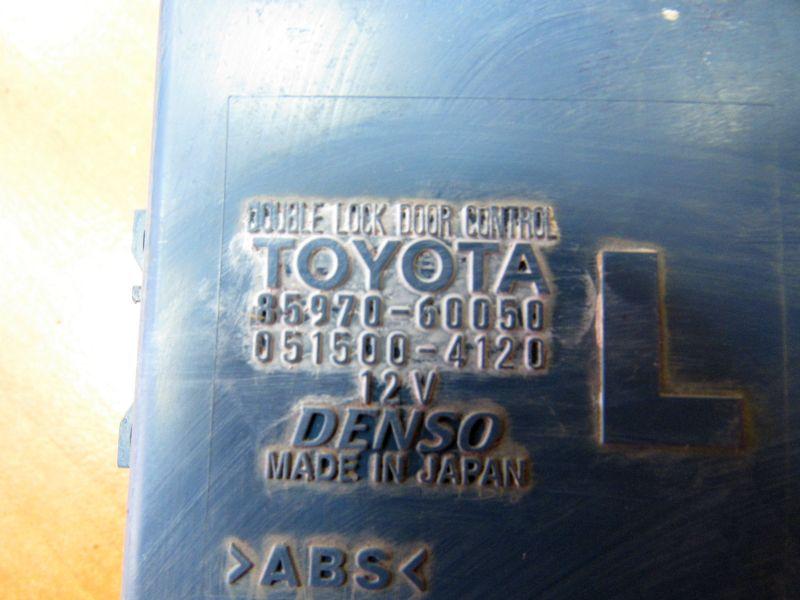 DOUBLE LOCK DOOR CONTROL
TOYOTA
85970-60050
051500-4120
12V
DENSO
MADE IN JAPAN
L
>ABS<